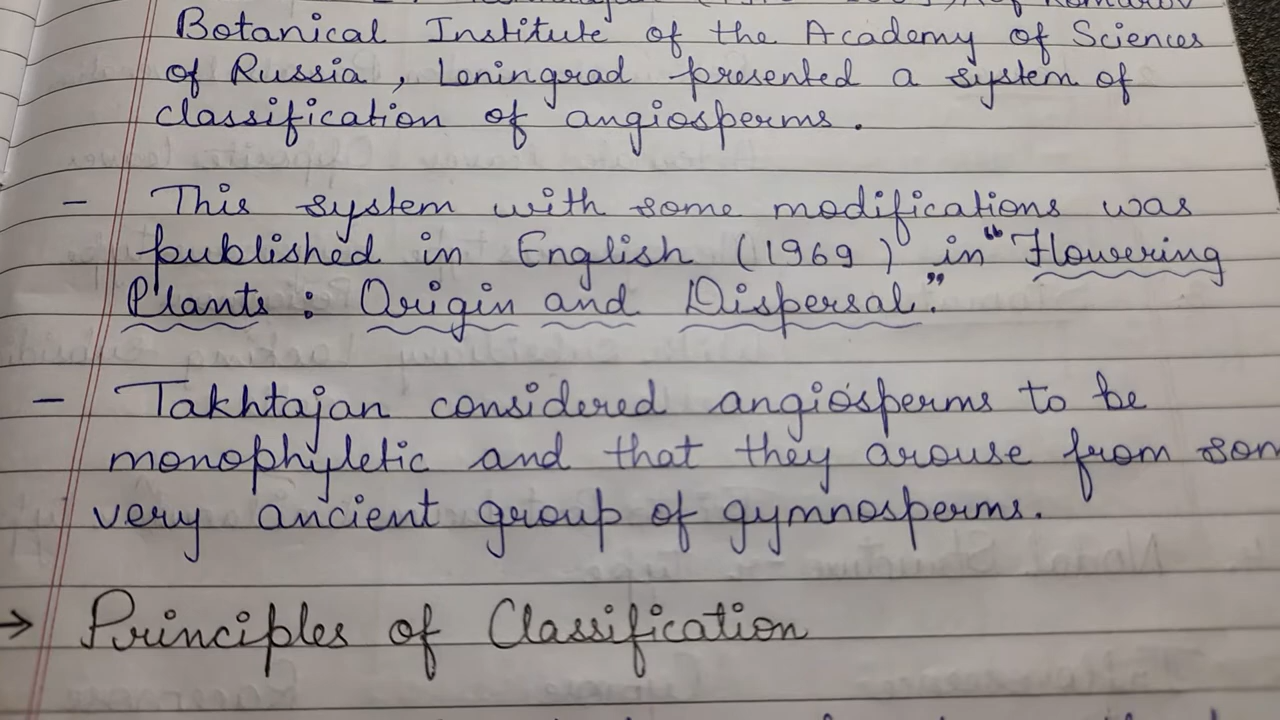 Botanical Institute of the Academy of Sciences
of Russia, Leningrad presented a system of
classification of angiosperms.
- This system with some modifications was
published in English (1969) in "Flowering
Plants : Origin and Dispersal."
- Takhtajan considered angiosperms to be
monophyletic and that they arouse from som
very ancient group of gymnosperms.
→ Principles of Classification